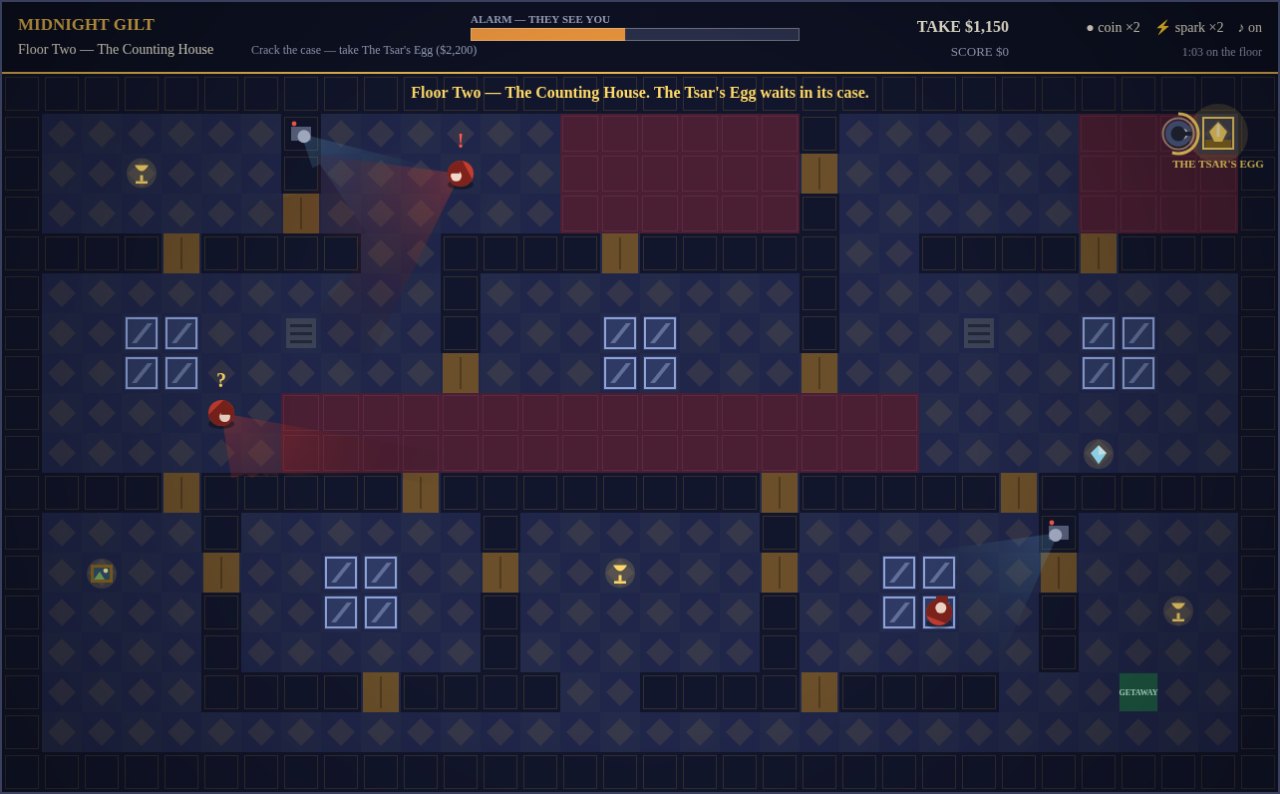 MIDNIGHT GILT
Floor Two — The Counting House
Crack the case — take The Tsar's Egg ($2,200)
ALARM — THEY SEE YOU
TAKE $1,150
SCORE $0
● coin ×2 ⚡ spark ×2 ♪ on
1:03 on the floor
Floor Two — The Counting House. The Tsar's Egg waits in its case.
!
THE TSAR'S EGG
?
GETAWAY